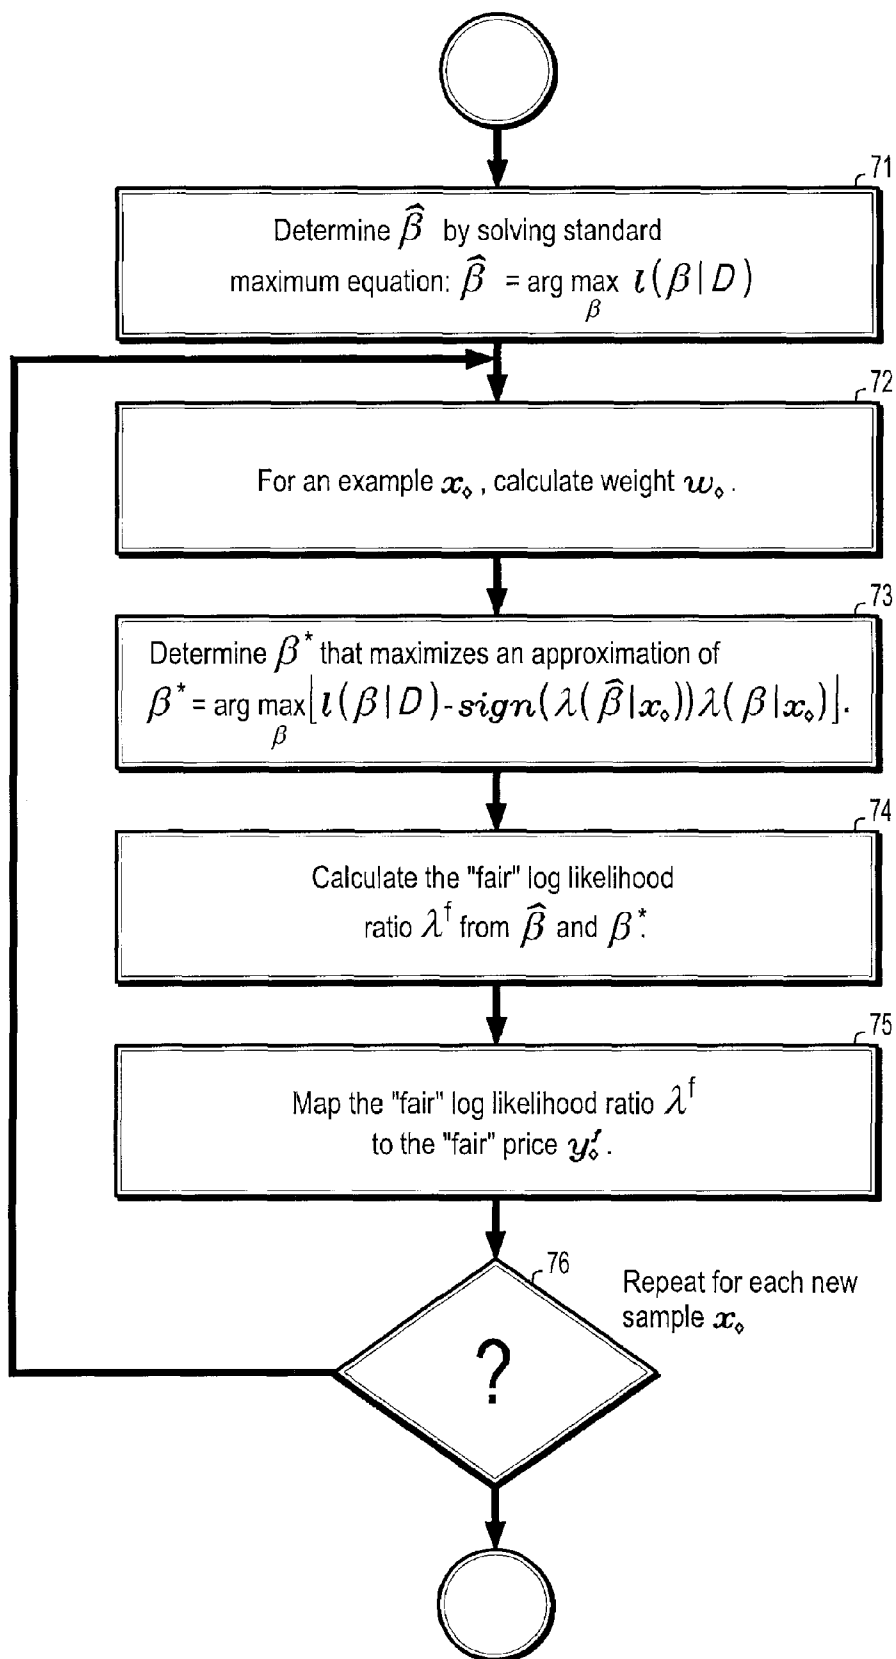 71
Determine β̂ by solving standard
maximum equation: β̂ = arg max l(β|D)
β
72
For an example x⋄, calculate weight w⋄.
73
Determine β* that maximizes an approximation of
β* = arg max⌊l(β|D)-sign(λ(β̂|x⋄))λ(β|x⋄)⌋.
β
74
Calculate the "fair" log likelihood
ratio λᶠ from β̂ and β*.
75
Map the "fair" log likelihood ratio λᶠ
to the "fair" price y⋄ᶠ.
76
Repeat for each new
sample x⋄
?